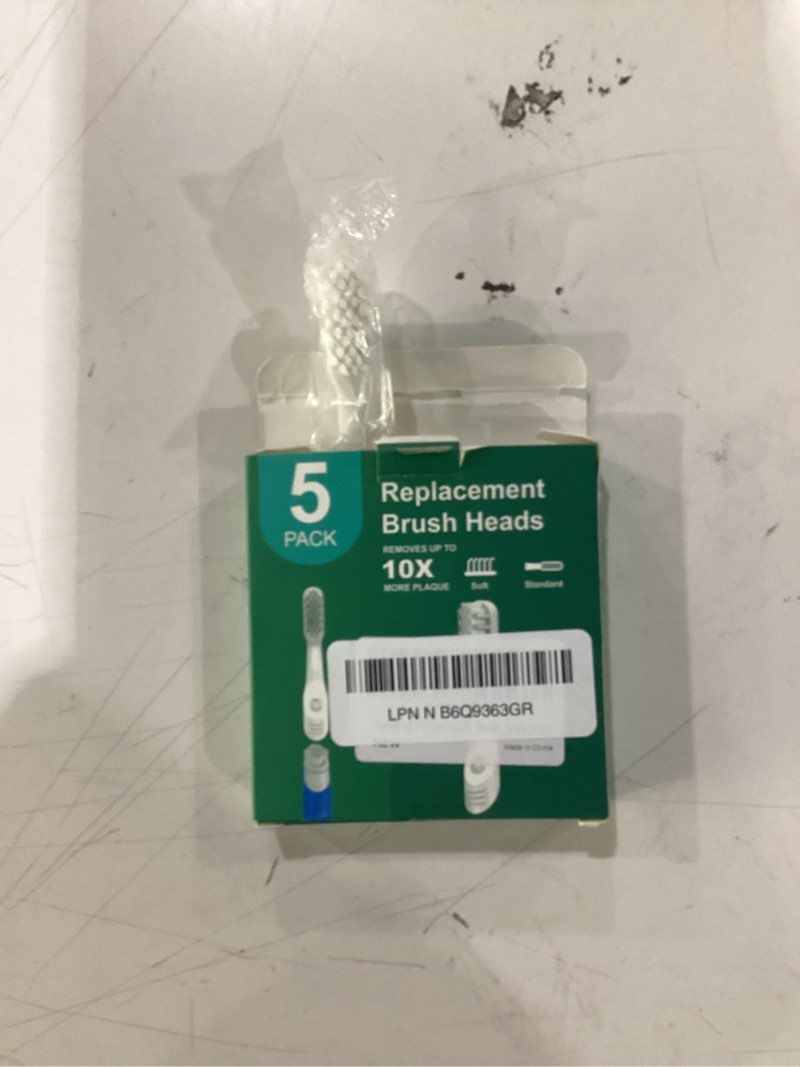 5
PACK
Replacement
Brush Heads
REMOVES UP TO
10X
MORE PLAQUE
Soft
Standard
LPN N B6Q9363GR
Made in China